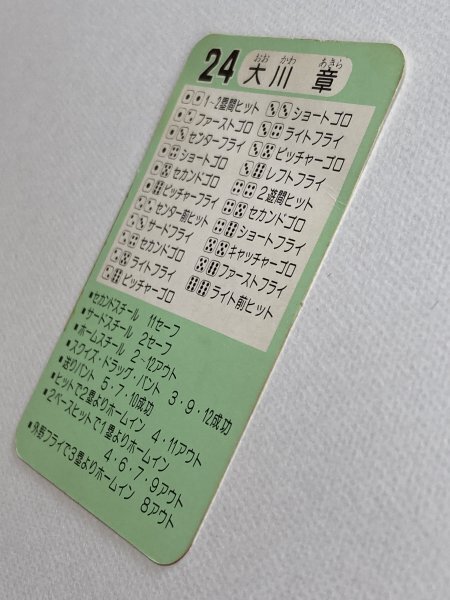 24 大川 章
おお かわ あきら
1~2塁間ヒット
ファーストゴロ
センターフライ
ショートゴロ
セカンドゴロ
ピッチャーフライ
センター前ヒット
サードフライ
セカンドゴロ
ライトフライ
ピッチャーゴロ
ショートゴロ
ライトフライ
ピッチャーゴロ
レフトフライ
2遊間ヒット
セカンドゴロ
ショートフライ
キャッチャーゴロ
ファーストフライ
ライト前ヒット
•セカンドスチール 11セーフ
•サードスチール 2セーフ
•ホームスチール 2~12アウト
•スクイズ・ドラッグ・バント 3・9・12成功
•送りバント 5・7・10成功
•ヒットで2塁よりホームイン 4・11アウト
•2ベースヒットで1塁よりホームイン
4・6・7・9アウト
•外野フライで3塁よりホームイン 8アウト